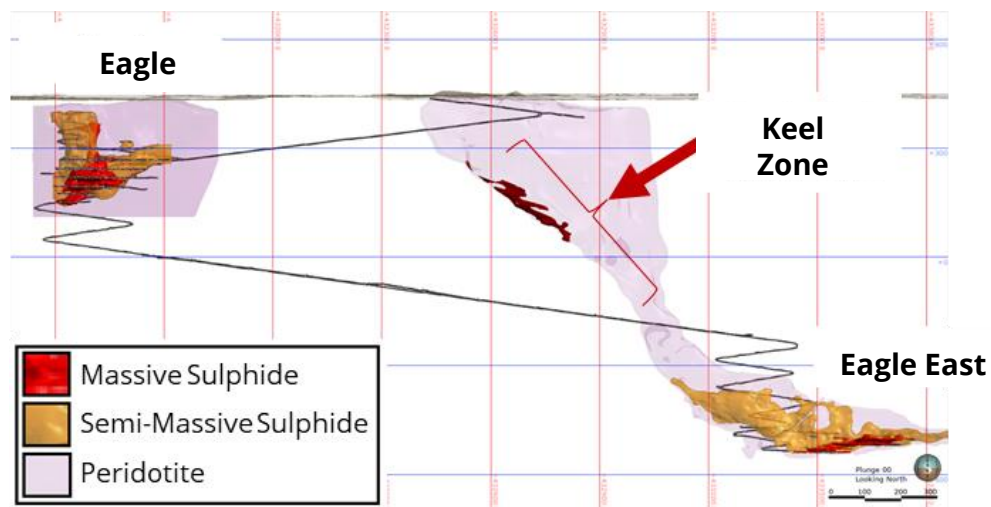 Eagle
Keel
Zone
+300
Eagle East
Massive Sulphide
Semi-Massive Sulphide
Peridotite
Plunge 00
Looking North
0 100 200 300